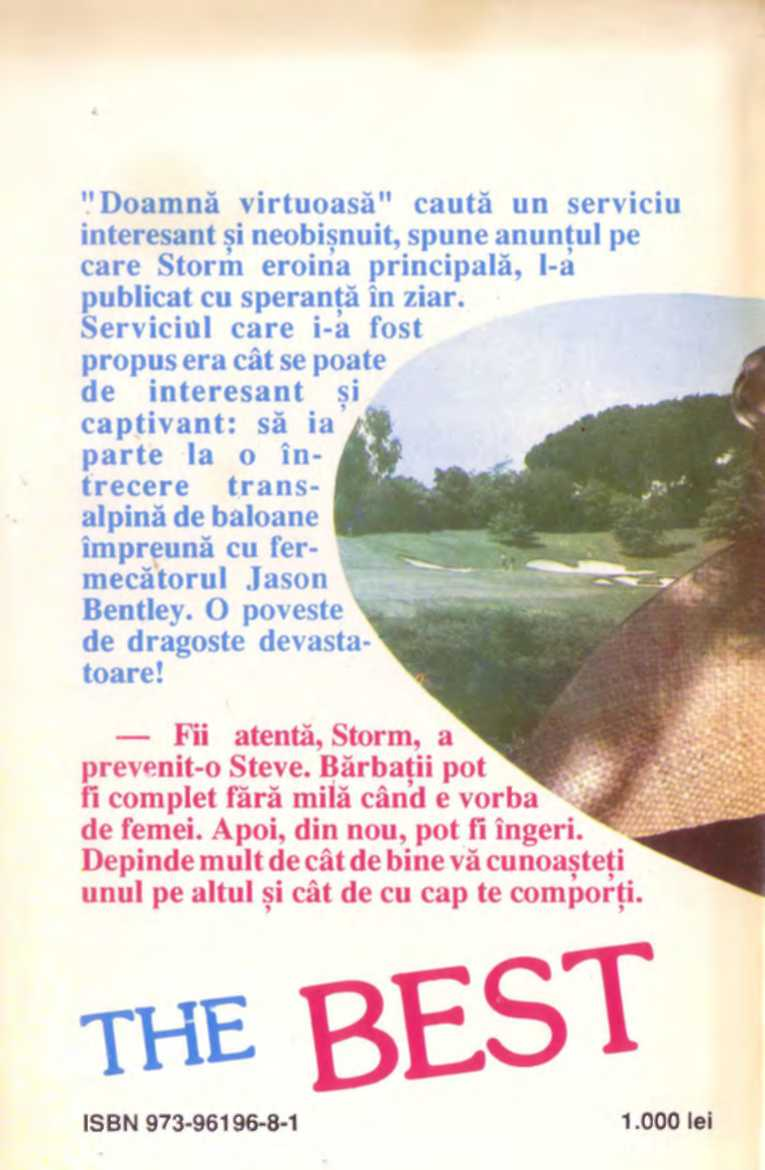 "Doamnă virtuoasă" caută un serviciu
interesant și neobișnuit, spune anunțul pe
care Storm eroina principală, l-a
publicat cu speranță în ziar.
Serviciul care i-a fost
propus era cât se poate
de interesant și
captivant: să ia
parte la o în-
trecere trans-
alpină de baloane
împreună cu fer-
mecătorul Jason
Bentley. O poveste
de dragoste devasta-
toare!
— Fii atentă, Storm, a
prevenit-o Steve. Bărbații pot
fi complet fără milă când e vorba
de femei. Apoi, din nou, pot fi îngeri.
Depinde mult de cât de bine vă cunoașteți
unul pe altul și cât de cu cap te comporți.
THE BEST
ISBN 973-96196-8-1 1.000 lei